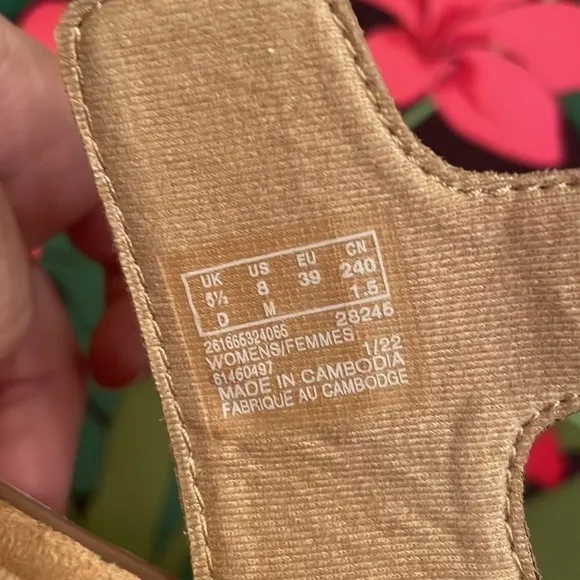 UK US EU CN
5½ 8 39 240
D M 1.5
261665324055 28245
WOMENS/FEMMES
61460497 1/22
MADE IN CAMBODIA
FABRIQUE AU CAMBODGE